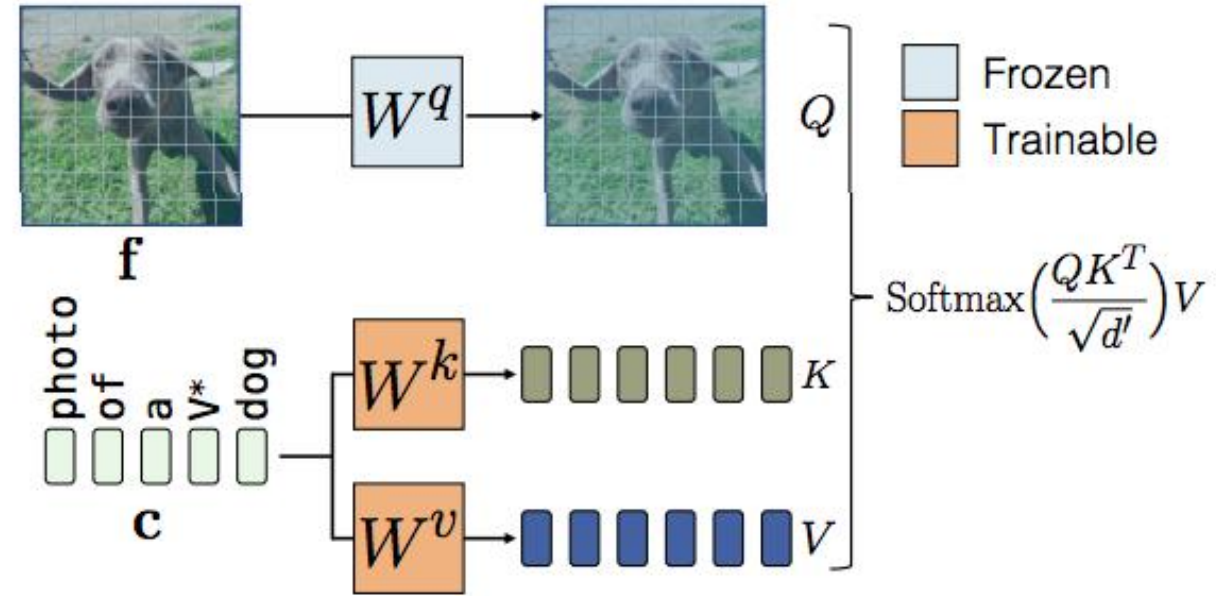 W^q
Q
Frozen
Trainable
f
Softmax(QK^T/√d')V
photo
of
a
V*
dog
c
W^k
K
W^v
V